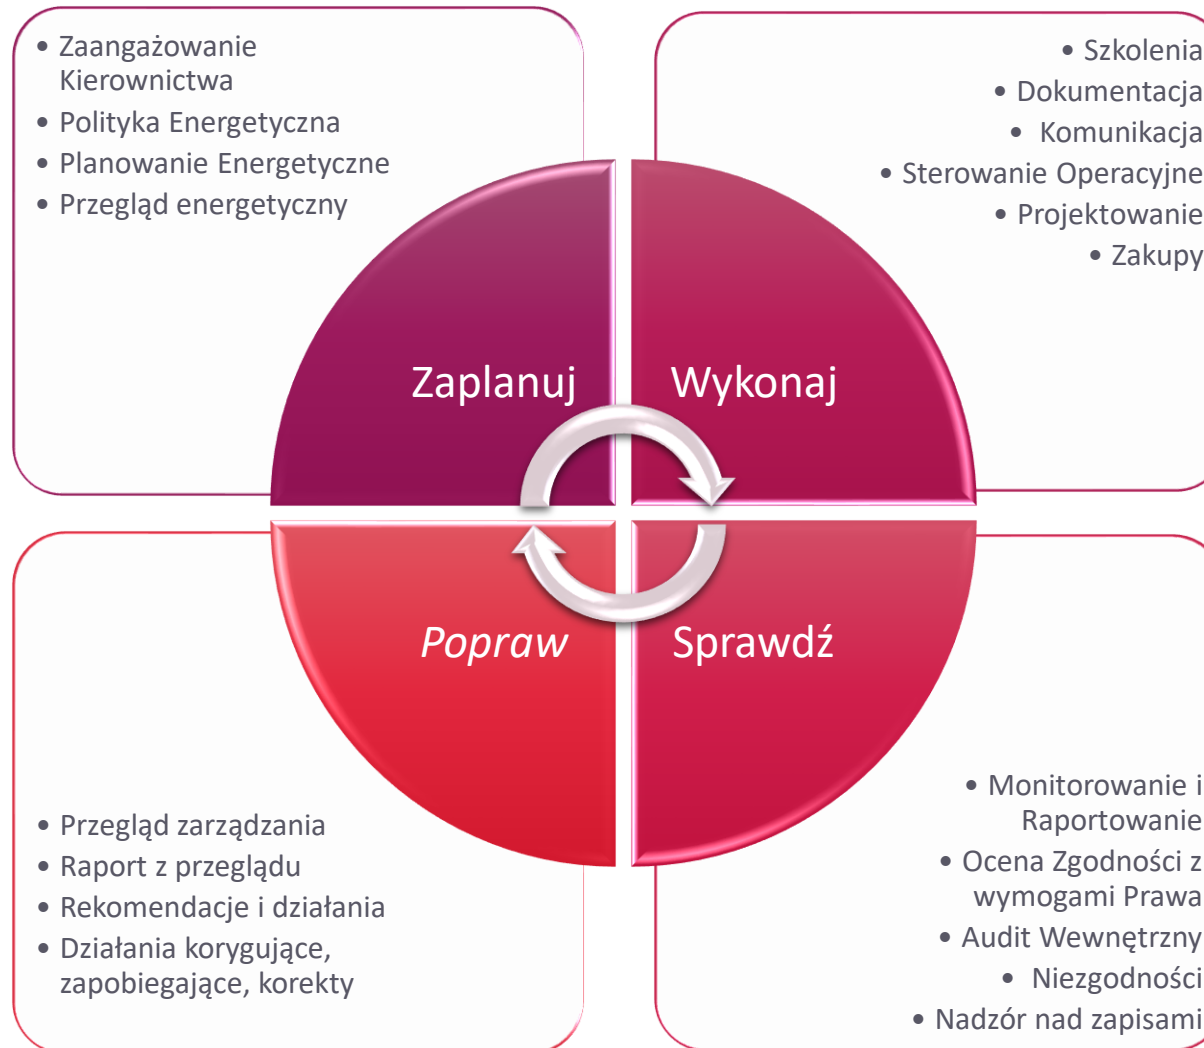 • Zaangażowanie
Kierownictwa
• Polityka Energetyczna
• Planowanie Energetyczne
• Przegląd energetyczny
• Szkolenia
• Dokumentacja
• Komunikacja
• Sterowanie Operacyjne
• Projektowanie
• Zakupy
Zaplanuj
Wykonaj
Popraw
Sprawdź
• Przegląd zarządzania
• Raport z przeglądu
• Rekomendacje i działania
• Działania korygujące,
zapobiegające, korekty
• Monitorowanie i
Raportowanie
• Ocena Zgodności z
wymogami Prawa
• Audit Wewnętrzny
• Niezgodności
• Nadzór nad zapisami